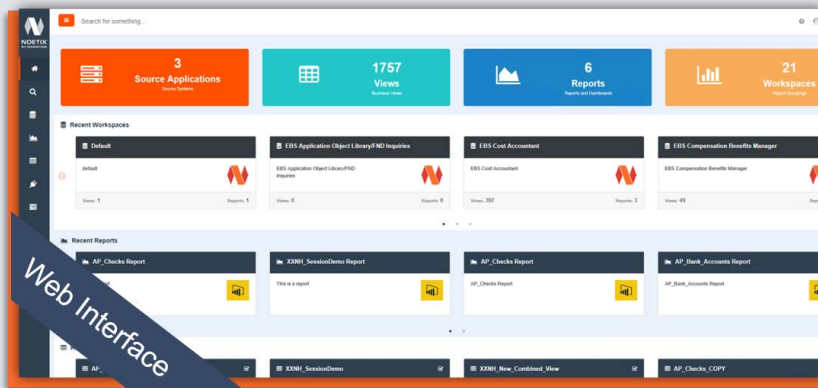 Search for something...
NOETIX
3
Source Applications
Source Systems
1757
Views
Business Views
6
Reports
Reports and Dashboards
21
Workspaces
Report Groupings
Recent Workspaces
Default
default
Views: 1
Reports: 1
EBS Application Object Library/FND Inquiries
EBS Application Object Library/FND
Inquiries
Views: 0
Reports: 0
EBS Cost Accountant
EBS Cost Accountant
Views: 397
Reports: 3
EBS Compensation Benefits Manager
EBS Compensation Benefits Manager
Views: 49
Recent Reports
AP_Checks Report
XXNH_SessionDemo Report
This is a report
AP_Checks Report
AP_Checks Report
AP_Bank_Accounts Report
AP_Bank_Accounts Report
XXNH_SessionDemo
XXNH_New_Combined_View
AP_Checks_COPY
Web Interface